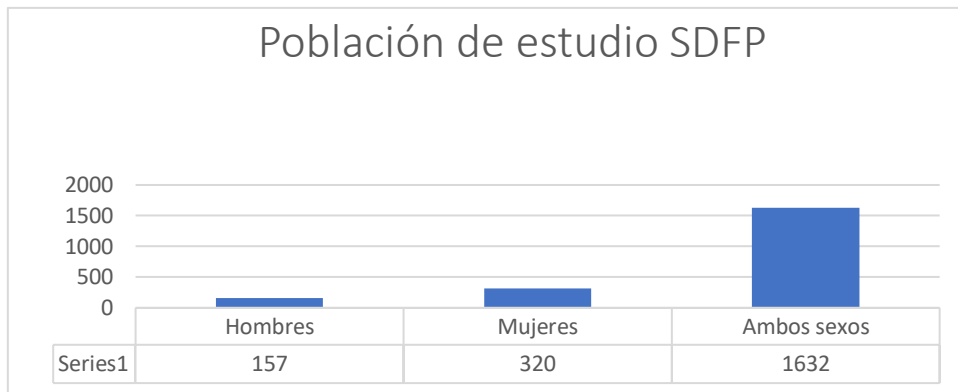 Población de estudio SDFP
2000
1500
1000
500
0
Hombres Mujeres Ambos sexos
Series1 157 320 1632